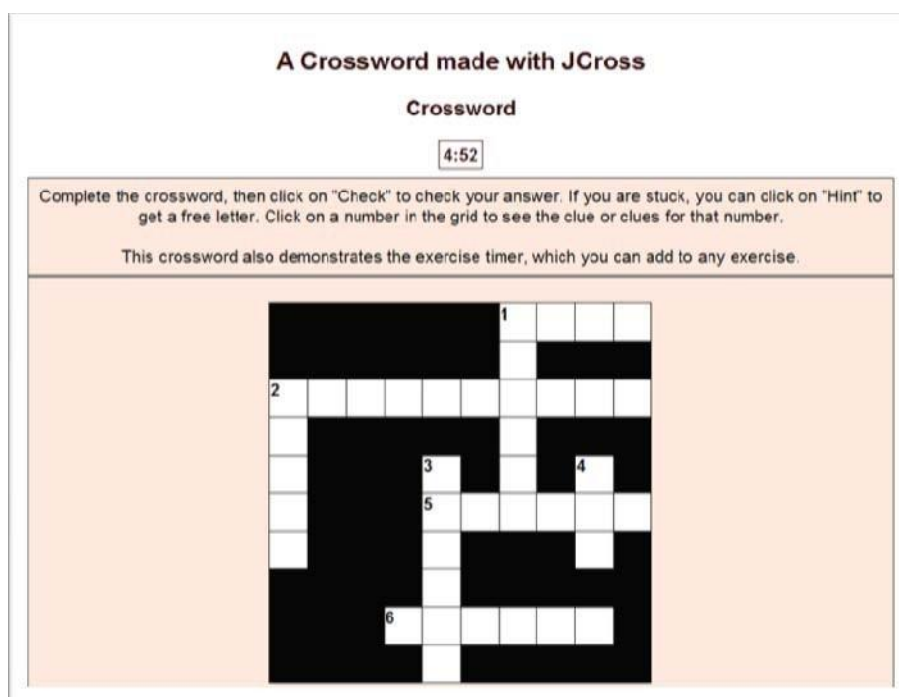 A Crossword made with JCross
Crossword
4:52
Complete the crossword, then click on "Check" to check your answer. If you are stuck, you can click on "Hint" to
get a free letter. Click on a number in the grid to see the clue or clues for that number.
This crossword also demonstrates the exercise timer, which you can add to any exercise.
1
2
3
4
5
6